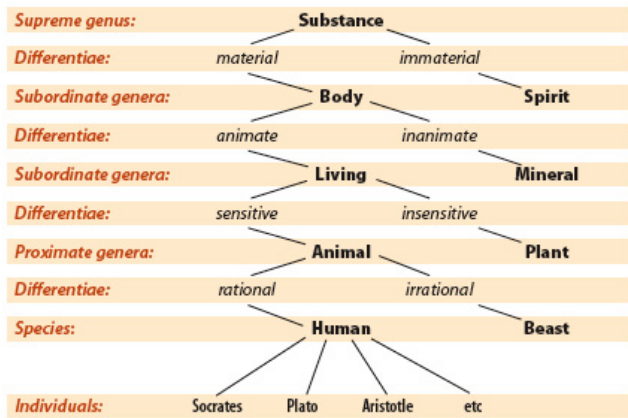 Supreme genus: Substance
Differentiae: material immaterial
Subordinate genera: Body Spirit
Differentiae: animate inanimate
Subordinate genera: Living Mineral
Differentiae: sensitive insensitive
Proximate genera: Animal Plant
Differentiae: rational irrational
Species: Human Beast
Individuals: Socrates Plato Aristotle etc